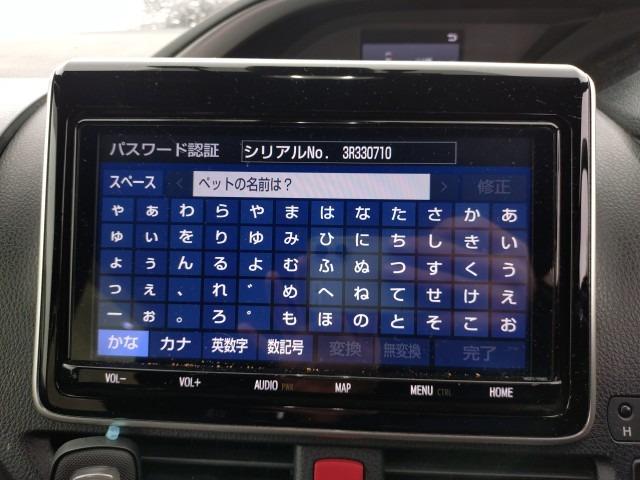 パスワード認証 シリアルNo. 3R330710
スペース < ペットの名前は? > 修正
ゃ ぁ わ ら や ま は な た さ か あ
ゅ ぃ を り ゆ み ひ に ち し き い
ょ ぅ ん る よ む ふ ぬ つ す く う
っ ぇ 、 れ ゛ め へ ね て せ け え
ー ぉ 。 ろ ゜ も ほ の と そ こ お
かな カナ 英数字 数記号 変換 無変換 完了
VOL- VOL+ AUDIO PWR MAP MENU CTRL HOME
H